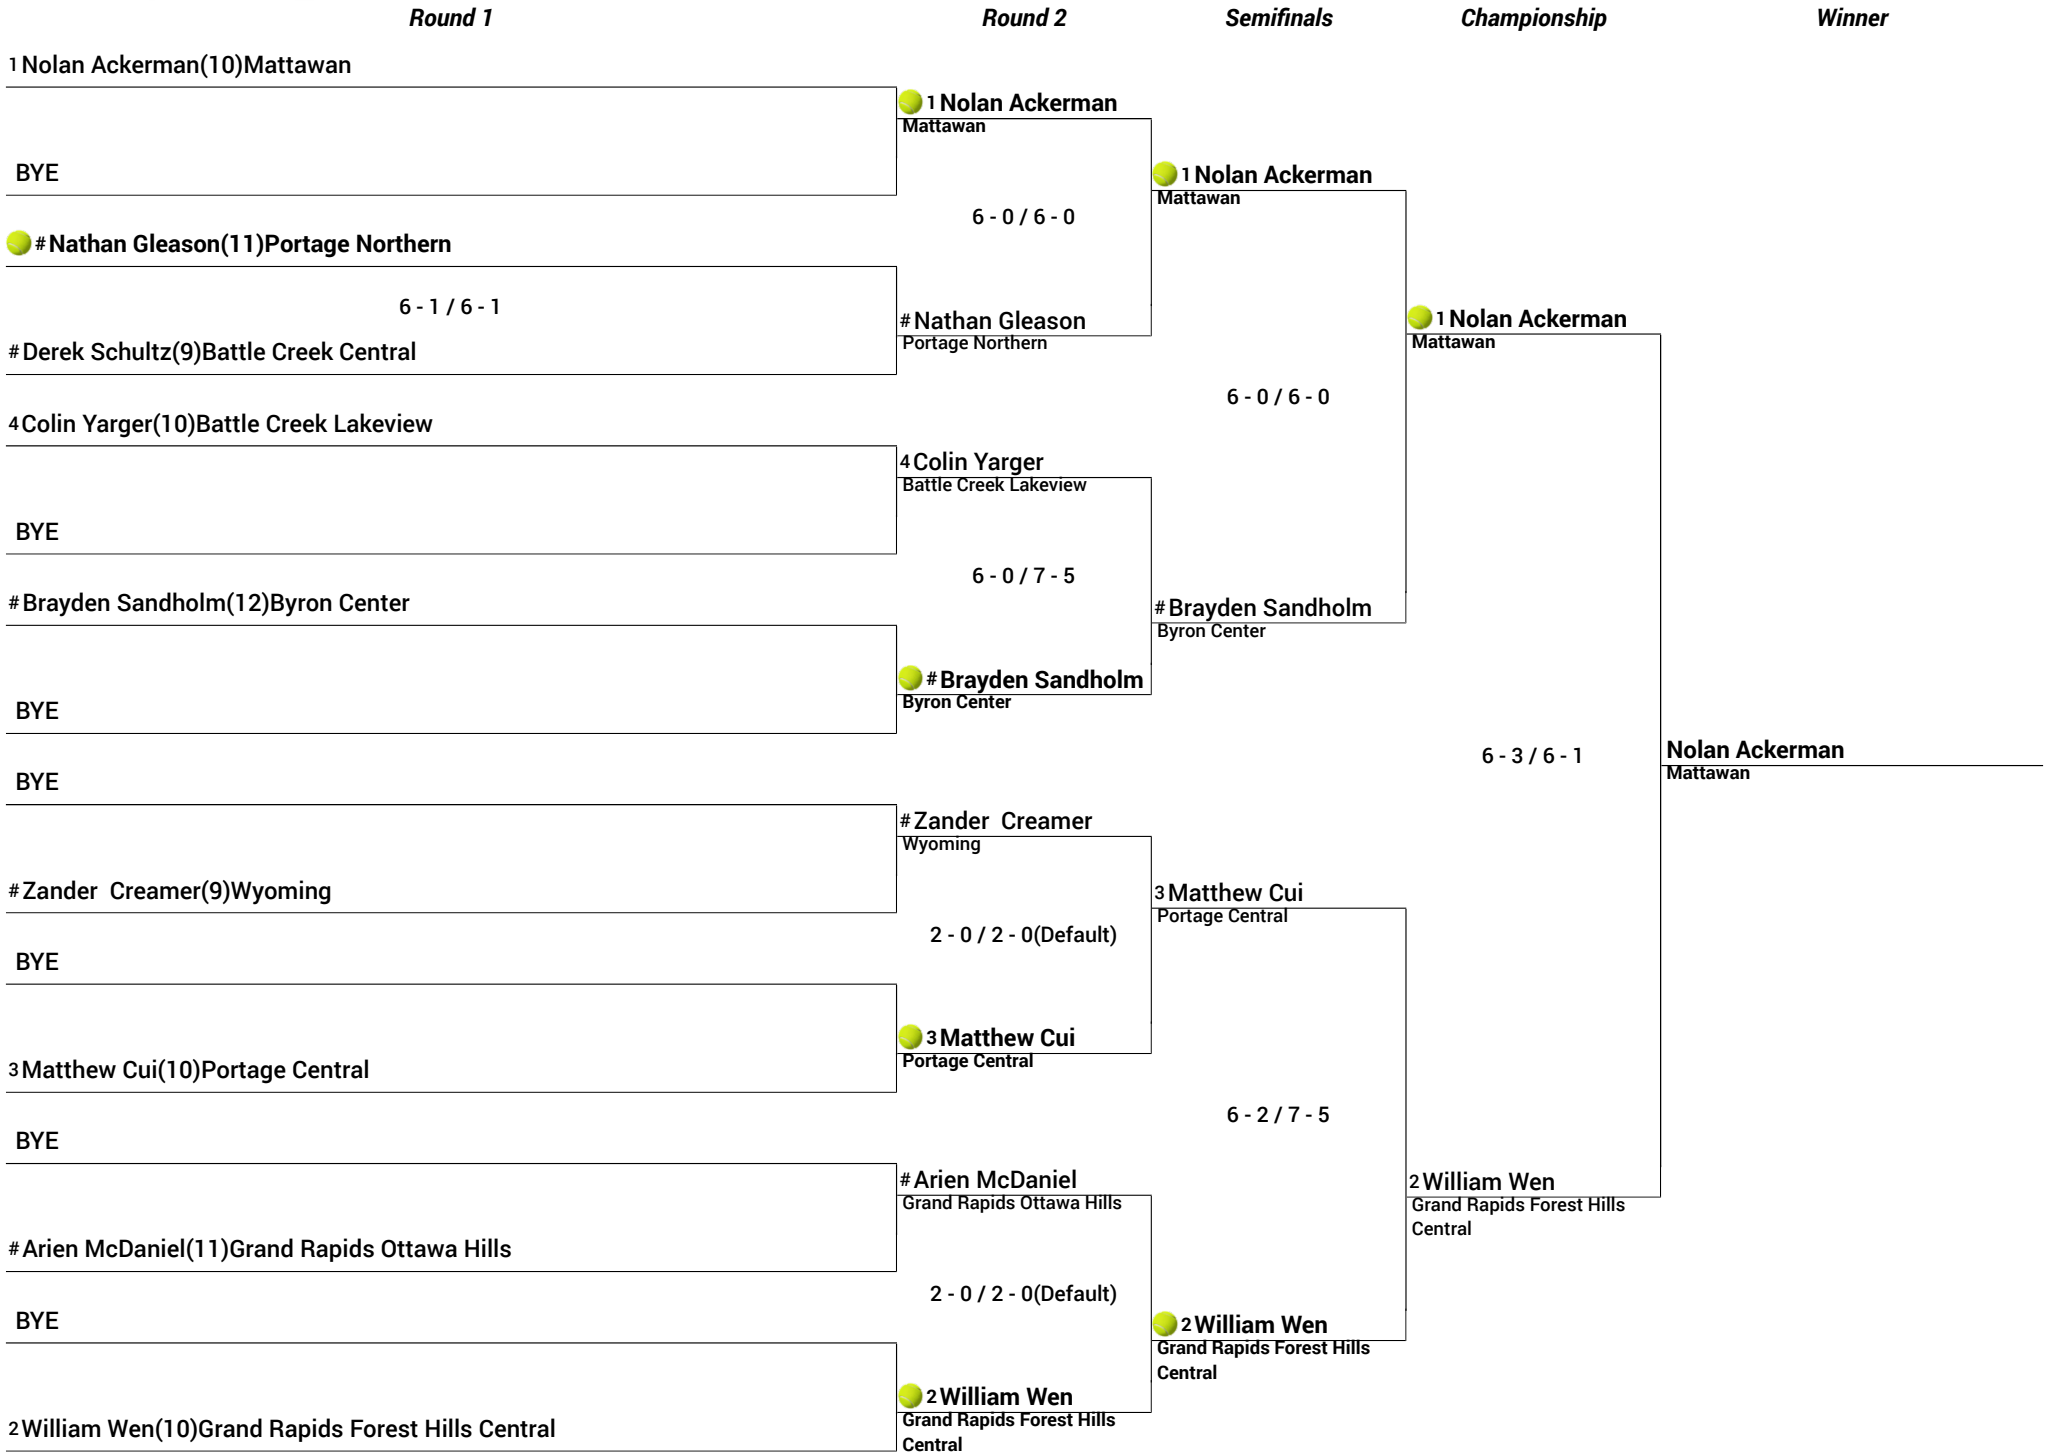 Round 1
Round 2
Semifinals
Championship
Winner
1 Nolan Ackerman(10)Mattawan
BYE
# Nathan Gleason(11)Portage Northern
6 - 1 / 6 - 1
# Derek Schultz(9)Battle Creek Central
4 Colin Yarger(10)Battle Creek Lakeview
BYE
# Brayden Sandholm(12)Byron Center
BYE
BYE
# Zander  Creamer(9)Wyoming
BYE
3 Matthew Cui(10)Portage Central
BYE
# Arien McDaniel(11)Grand Rapids Ottawa Hills
BYE
2 William Wen(10)Grand Rapids Forest Hills Central
1 Nolan Ackerman
Mattawan
6 - 0 / 6 - 0
# Nathan Gleason
Portage Northern
4 Colin Yarger
Battle Creek Lakeview
6 - 0 / 7 - 5
# Brayden Sandholm
Byron Center
# Zander  Creamer
Wyoming
2 - 0 / 2 - 0(Default)
3 Matthew Cui
Portage Central
# Arien McDaniel
Grand Rapids Ottawa Hills
2 - 0 / 2 - 0(Default)
2 William Wen
Grand Rapids Forest Hills
Central
1 Nolan Ackerman
Mattawan
6 - 0 / 6 - 0
# Brayden Sandholm
Byron Center
3 Matthew Cui
Portage Central
6 - 2 / 7 - 5
2 William Wen
Grand Rapids Forest Hills
Central
1 Nolan Ackerman
Mattawan
6 - 3 / 6 - 1
2 William Wen
Grand Rapids Forest Hills
Central
Nolan Ackerman
Mattawan